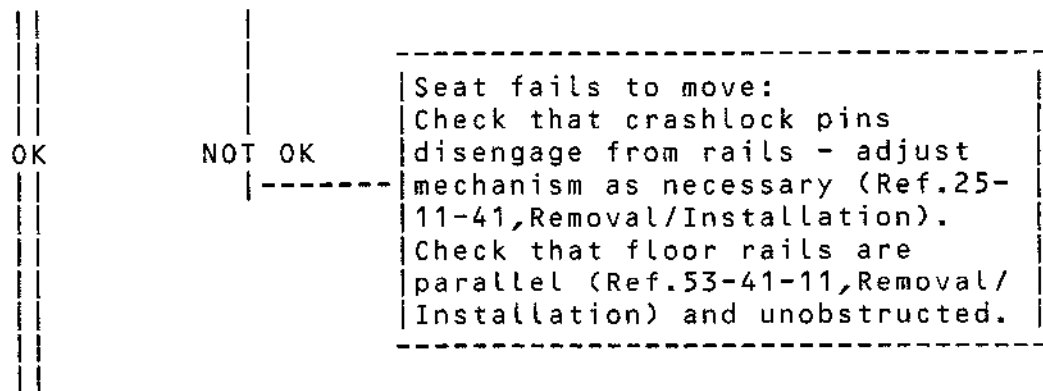 Seat fails to move:
Check that crashlock pins
OK NOT OK disengage from rails - adjust
mechanism as necessary (Ref.25-
11-41,Removal/Installation).
Check that floor rails are
parallel (Ref.53-41-11,Removal/
Installation) and unobstructed.